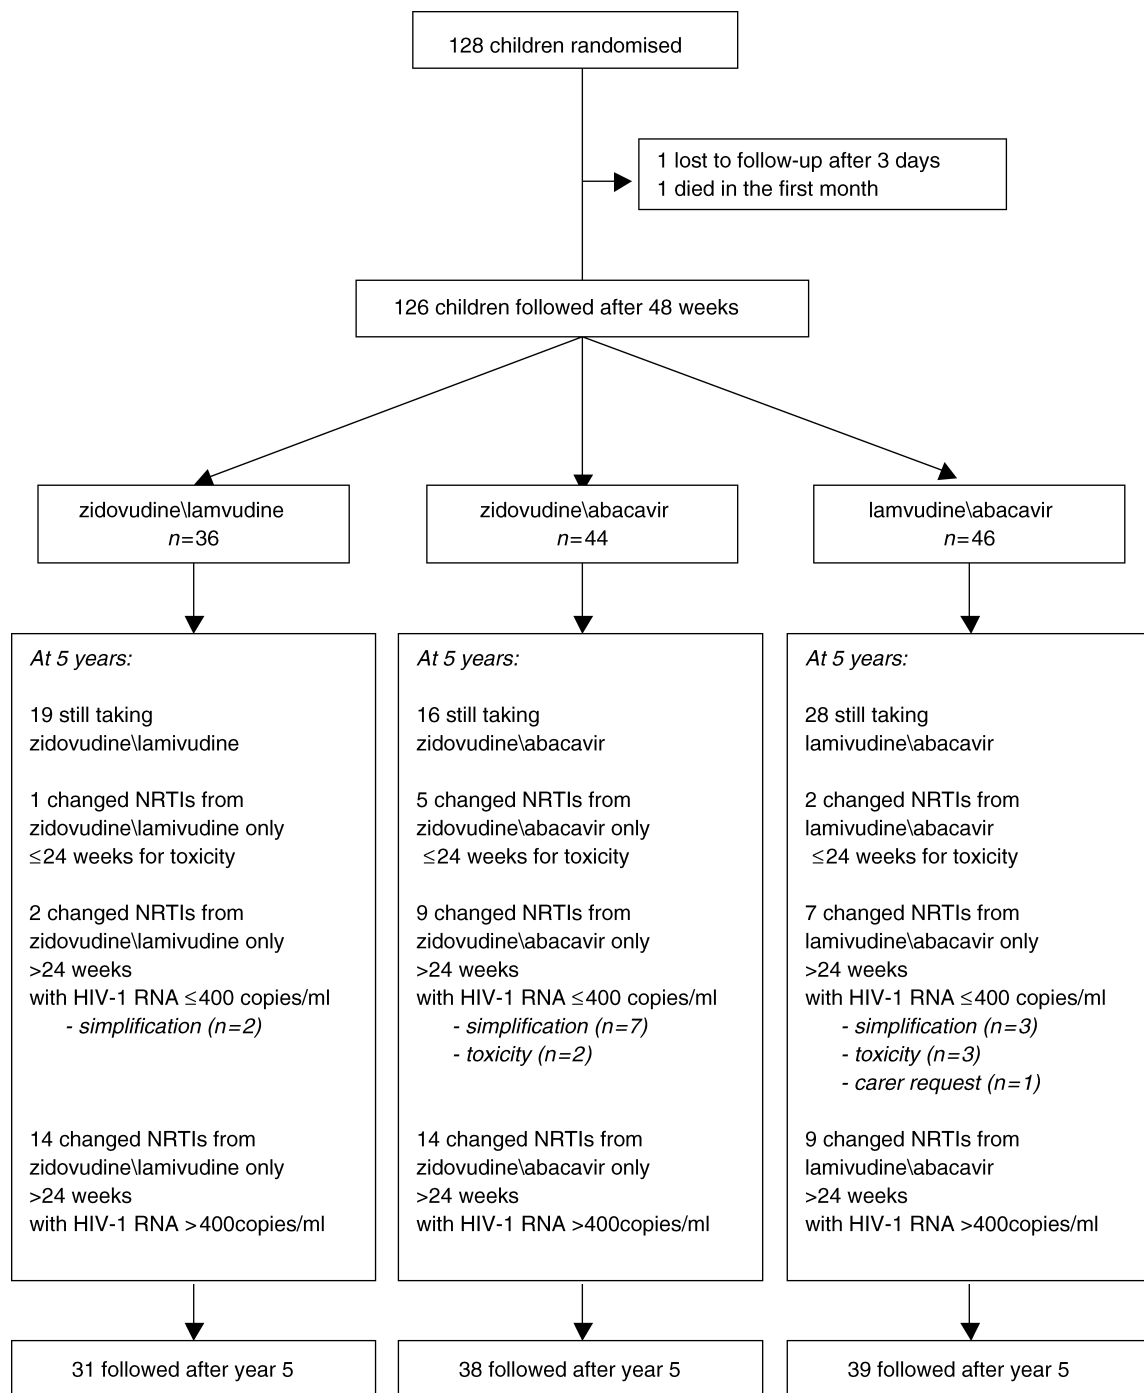 128 children randomised
1 lost to follow-up after 3 days
1 died in the first month
126 children followed after 48 weeks
zidovudine\lamvudine
n=36
zidovudine\abacavir
n=44
lamvudine\abacavir
n=46
At 5 years:
19 still taking
zidovudine\lamivudine
1 changed NRTIs from
zidovudine\lamivudine only
≤24 weeks for toxicity
2 changed NRTIs from
zidovudine\lamivudine only
>24 weeks
with HIV-1 RNA ≤400 copies/ml
- simplification (n=2)
14 changed NRTIs from
zidovudine\lamivudine only
>24 weeks
with HIV-1 RNA >400copies/ml
At 5 years:
16 still taking
zidovudine\abacavir
5 changed NRTIs from
zidovudine\abacavir only
≤24 weeks for toxicity
9 changed NRTIs from
zidovudine\abacavir only
>24 weeks
with HIV-1 RNA ≤400 copies/ml
- simplification (n=7)
- toxicity (n=2)
14 changed NRTIs from
zidovudine\abacavir only
>24 weeks
with HIV-1 RNA >400copies/ml
At 5 years:
28 still taking
lamivudine\abacavir
2 changed NRTIs from
lamivudine\abacavir
≤24 weeks for toxicity
7 changed NRTIs from
lamivudine\abacavir only
>24 weeks
with HIV-1 RNA ≤400 copies/ml
- simplification (n=3)
- toxicity (n=3)
- carer request (n=1)
9 changed NRTIs from
lamivudine\abacavir
>24 weeks
with HIV-1 RNA >400copies/ml
31 followed after year 5
38 followed after year 5
39 followed after year 5